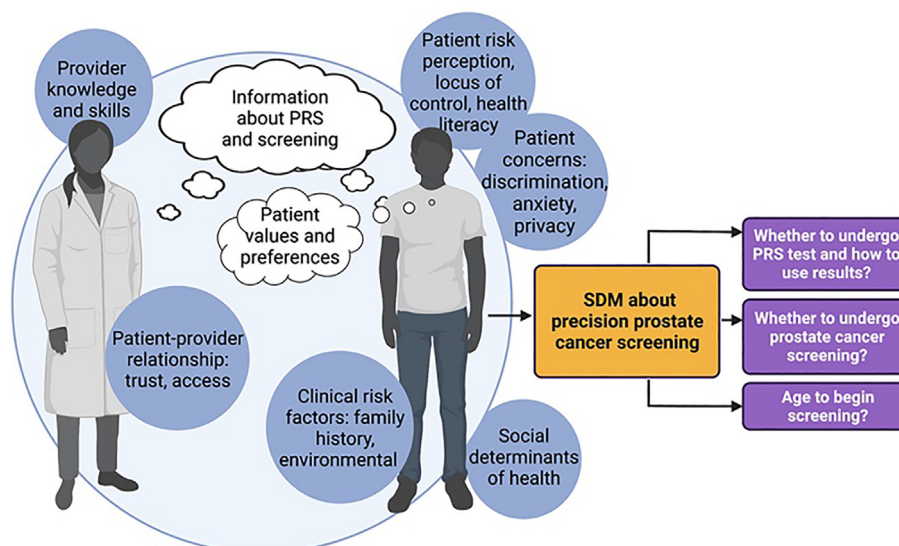 Provider
knowledge
and skills
Information
about PRS
and screening
Patient risk
perception,
locus of
control, health
literacy
Patient
concerns:
discrimination,
anxiety,
privacy
Patient
values and
preferences
Patient-provider
relationship:
trust, access
Clinical risk
factors: family
history,
environmental
Social
determinants
of health
SDM about
precision prostate
cancer screening
Whether to undergo
PRS test and how to
use results?
Whether to undergo
prostate cancer
screening?
Age to begin
screening?